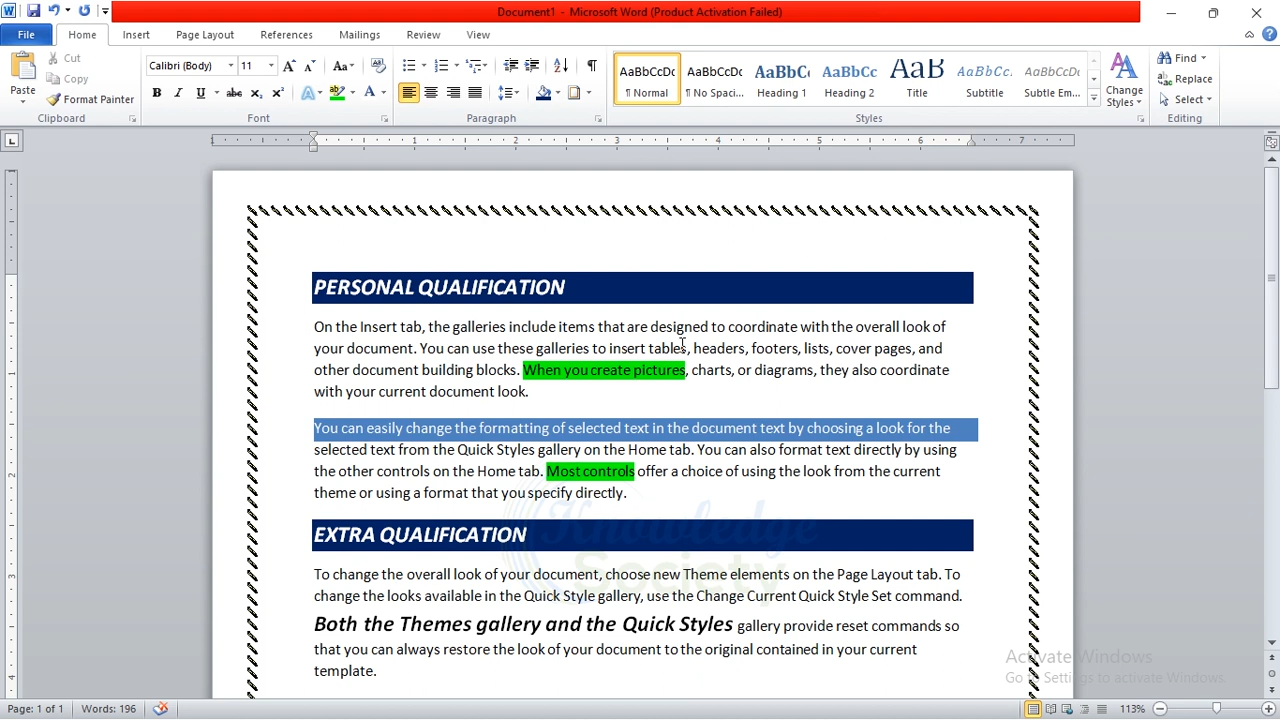 Document1 - Microsoft Word (Product Activation Failed)
File Home Insert Page Layout References Mailings Review View
Cut
Copy
Format Painter
Paste
Clipboard
Calibri (Body) 11
Font
Paragraph
AaBbCcDc AaBbCcDc AaBbC AaBbCc AaB AaBbCc. AaBbCcDc
¶ Normal ¶ No Spaci... Heading 1 Heading 2 Title Subtitle Subtle Em...
Change Styles
Styles
Find
Replace
Select
Editing
1 2 3 4 5 6 7
PERSONAL QUALIFICATION
On the Insert tab, the galleries include items that are designed to coordinate with the overall look of
your document. You can use these galleries to insert tables, headers, footers, lists, cover pages, and
other document building blocks. When you create pictures, charts, or diagrams, they also coordinate
with your current document look.
You can easily change the formatting of selected text in the document text by choosing a look for the
selected text from the Quick Styles gallery on the Home tab. You can also format text directly by using
the other controls on the Home tab. Most controls offer a choice of using the look from the current
theme or using a format that you specify directly.
EXTRA QUALIFICATION
To change the overall look of your document, choose new Theme elements on the Page Layout tab. To
change the looks available in the Quick Style gallery, use the Change Current Quick Style Set command.
Both the Themes gallery and the Quick Styles gallery provide reset commands so
that you can always restore the look of your document to the original contained in your current
template.
Knowledge
Society
Activate Windows
Go to Settings to activate Windows.
Page: 1 of 1 Words: 196 113%